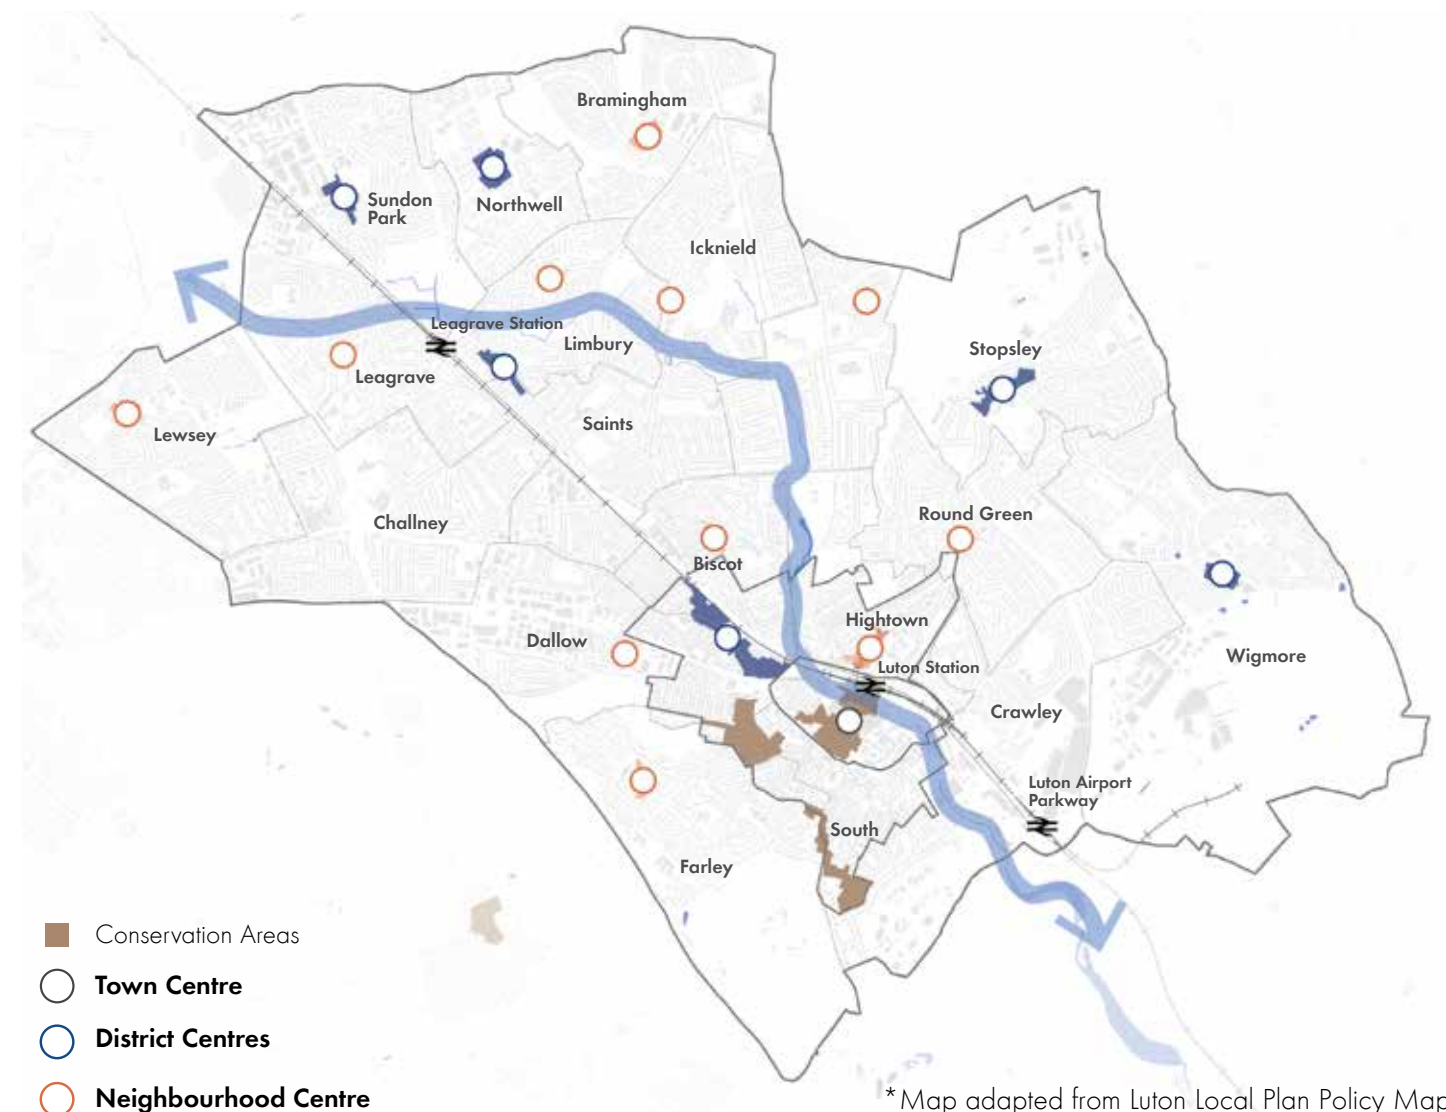 Bramingham
Sundon
Park
Northwell
Icknield
Leagrave Station
Limbury
Stopsley
Leagrave
Lewsey
Saints
Challney
Round Green
Biscot
Hightown
Dallow
Luton Station
Wigmore
Crawley
Luton Airport
Parkway
South
Farley
Conservation Areas
Town Centre
District Centres
Neighbourhood Centre
*Map adapted from Luton Local Plan Policy Map